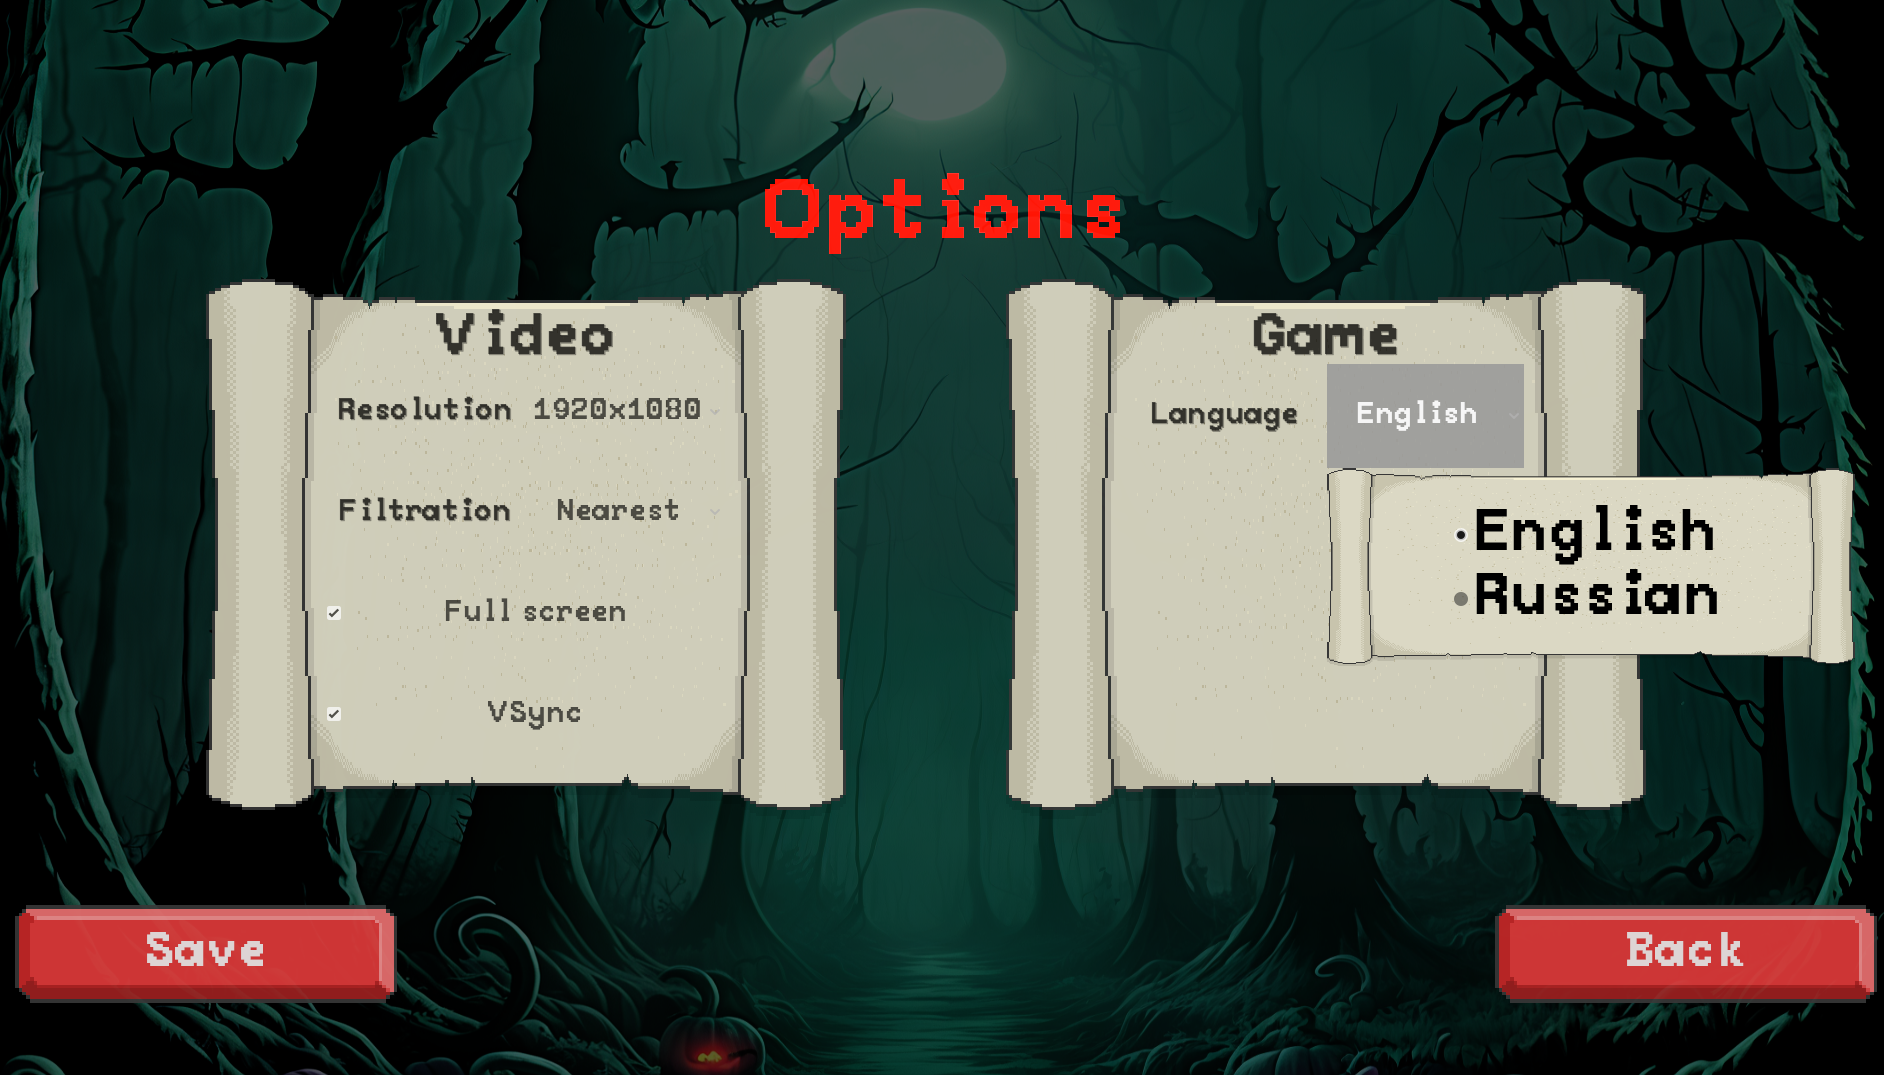 Options
Video
Resolution 1920x1080
Filtration Nearest
Full screen
VSync
Game
Language English
English
Russian
Save
Back